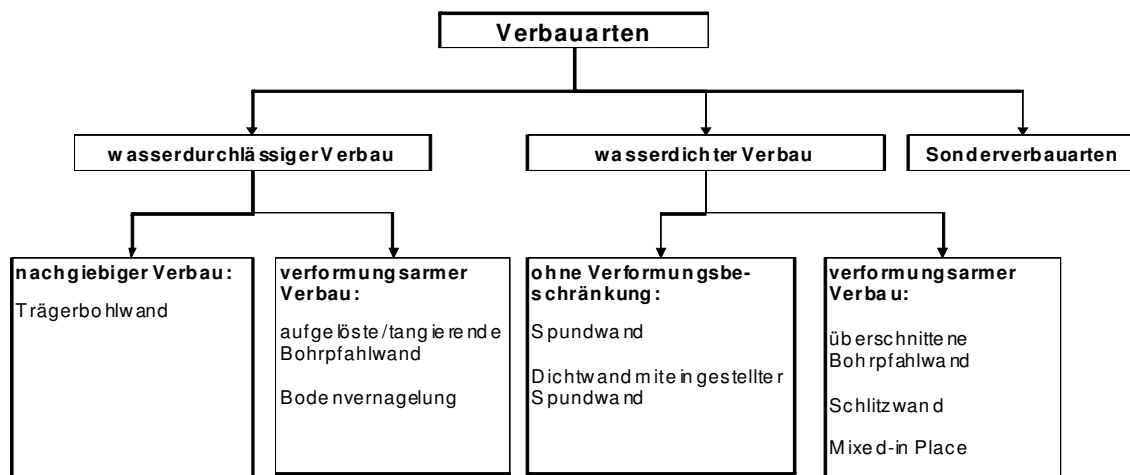 Verbauarten
wasserdurchlässiger Verbau
wasserdichter Verbau
Sonderverbauarten
nachgiebiger Verbau:
Trägerbohlwand
verformungsarmer
Verbau:
aufgelöste/tangierende
Bohrpfahlwand
Bodenvernagelung
ohne Verformungsbe-
schränkung:
Spundwand
Dichtwand mit eingestellter
Spundwand
verformungsarmer
Verbau:
überschnittene
Bohrpfahlwand
Schlitzwand
Mixed-in Place